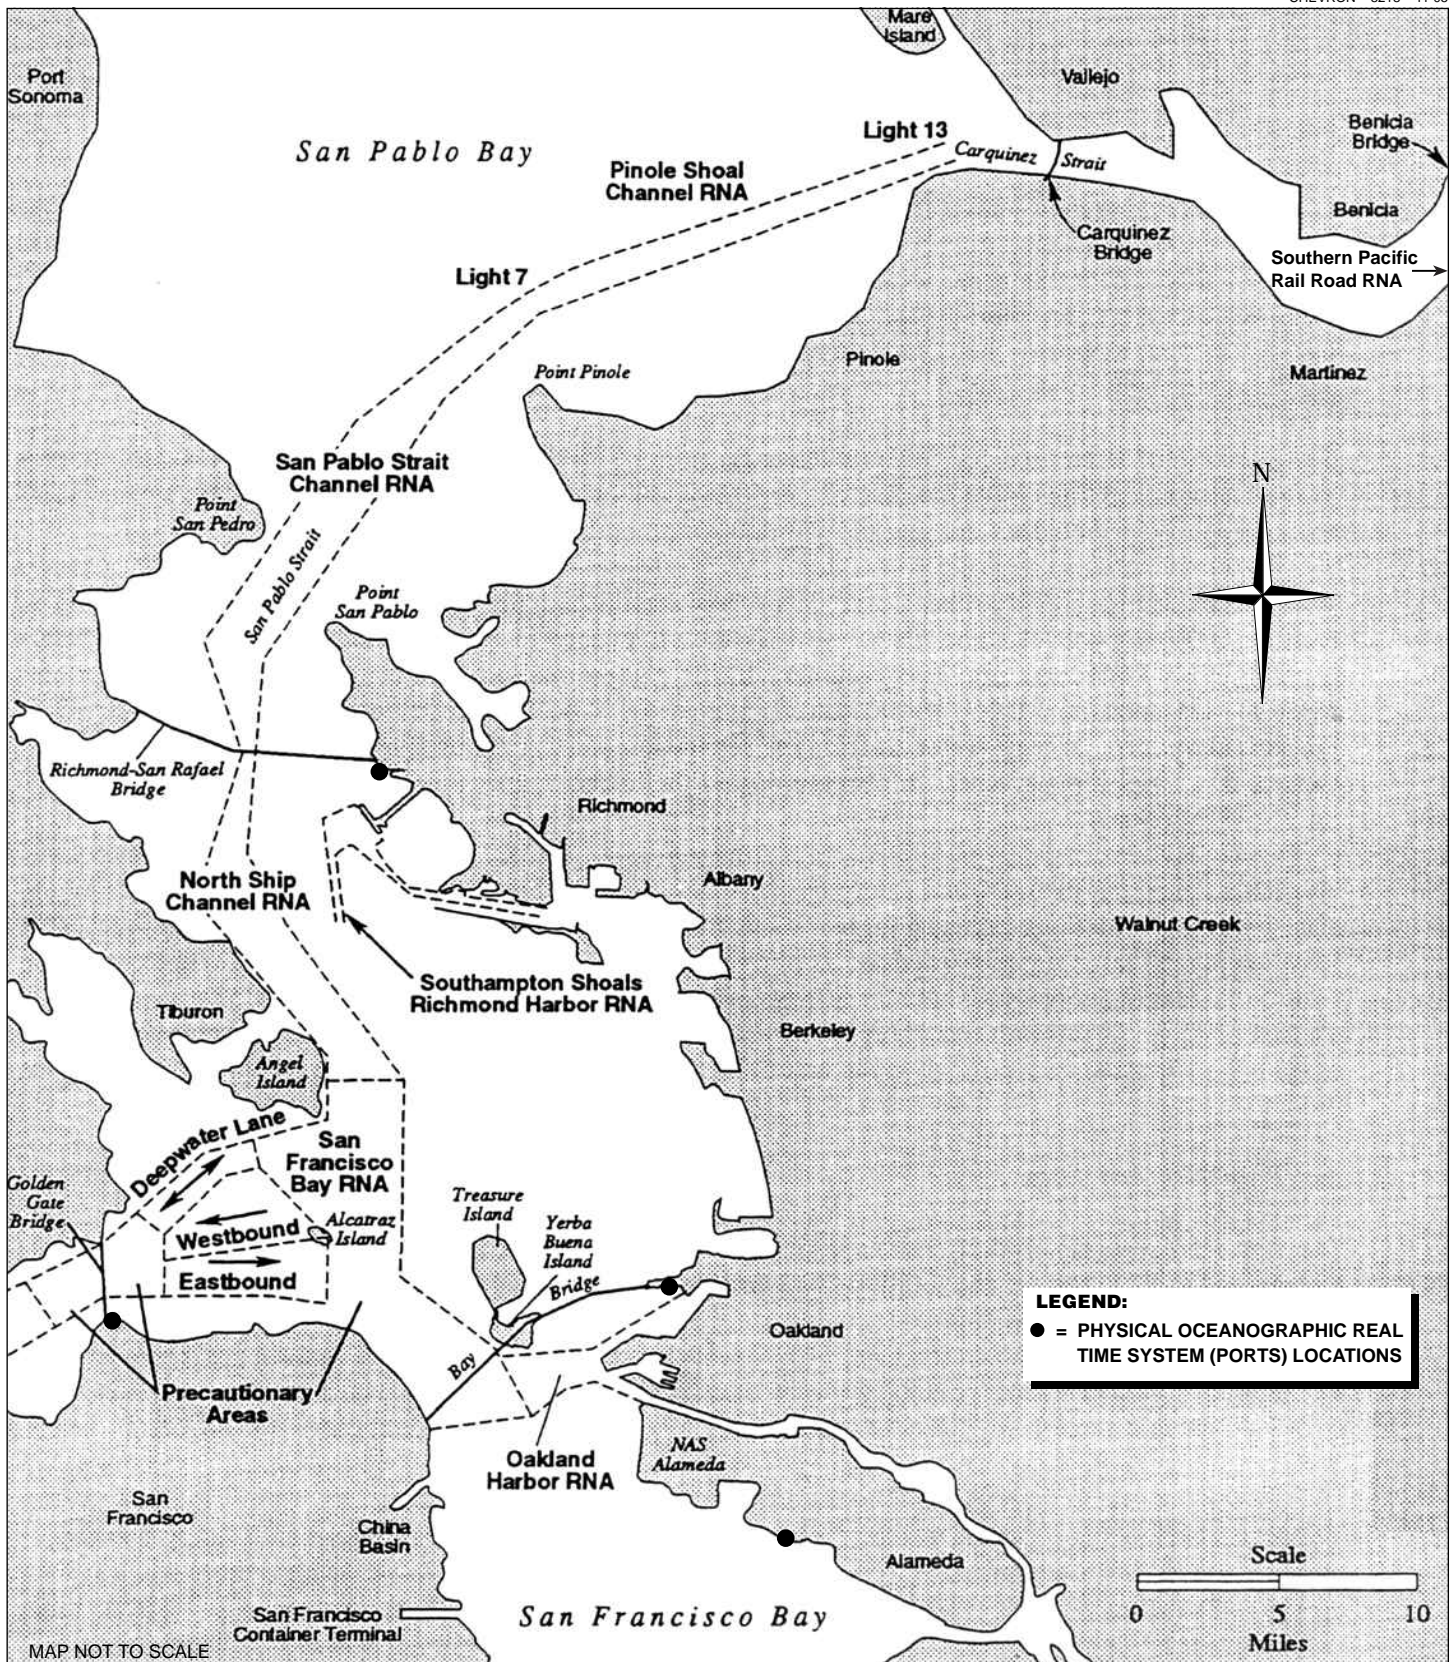 Mare
Island
Port
Sonoma
Vallejo
San Pablo Bay
Light 13
Carquinez
Strait
Benicia
Bridge
Pinole Shoal
Channel RNA
Benicia
Carquinez
Bridge
Light 7
Southern Pacific
Rail Road RNA
Pinole
Point Pinole
Martinez
San Pablo Strait
Channel RNA
N
Point
San Pedro
San Pablo Strait
Point
San Pablo
Richmond-San Rafael
Bridge
Richmond
North Ship
Channel RNA
Albany
Walnut Creek
Southampton Shoals
Richmond Harbor RNA
Tiburon
Berkeley
Angel
Island
Deepwater Lane
San
Francisco
Bay RNA
Golden
Gate
Bridge
Treasure
Island
Yerba
Buena
Island
Westbound
Alcatraz
Island
Eastbound
Bridge
LEGEND:
= PHYSICAL OCEANOGRAPHIC REAL
TIME SYSTEM (PORTS) LOCATIONS
Oakland
Bay
Precautionary
Areas
Oakland
Harbor RNA
NAS
Alameda
San
Francisco
China
Basin
Alameda
Scale
0 5 10
Miles
San Francisco
Container Terminal
San Francisco Bay
MAP NOT TO SCALE